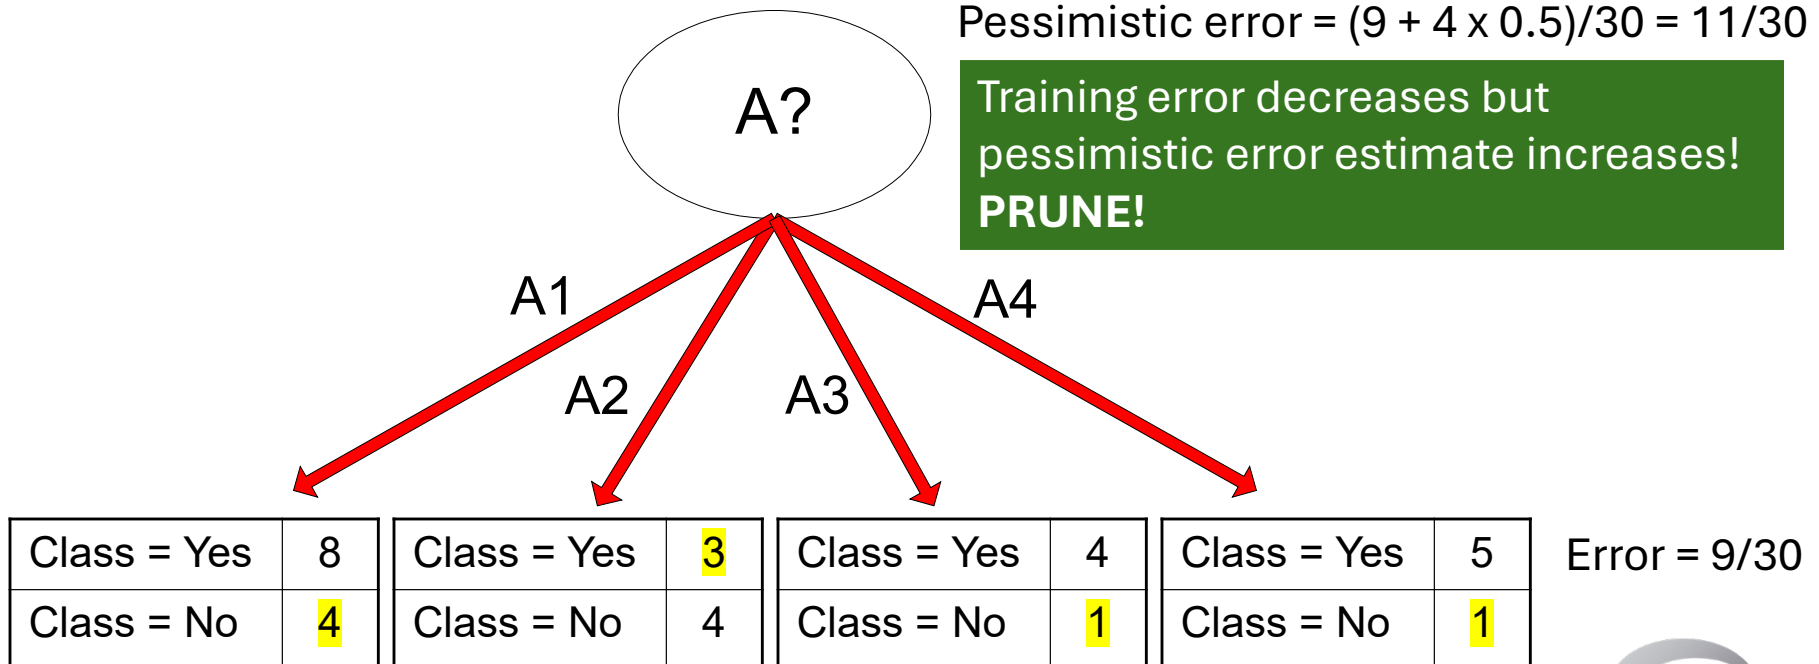 Pessimistic error = (9 + 4 x 0.5)/30 = 11/30
A?
Training error decreases but
pessimistic error estimate increases!
PRUNE!
A1
A4
A2
A3
Class = Yes 8 Class = Yes 3 Class = Yes 4 Class = Yes 5 Error = 9/30
Class = No 4 Class = No 4 Class = No 1 Class = No 1